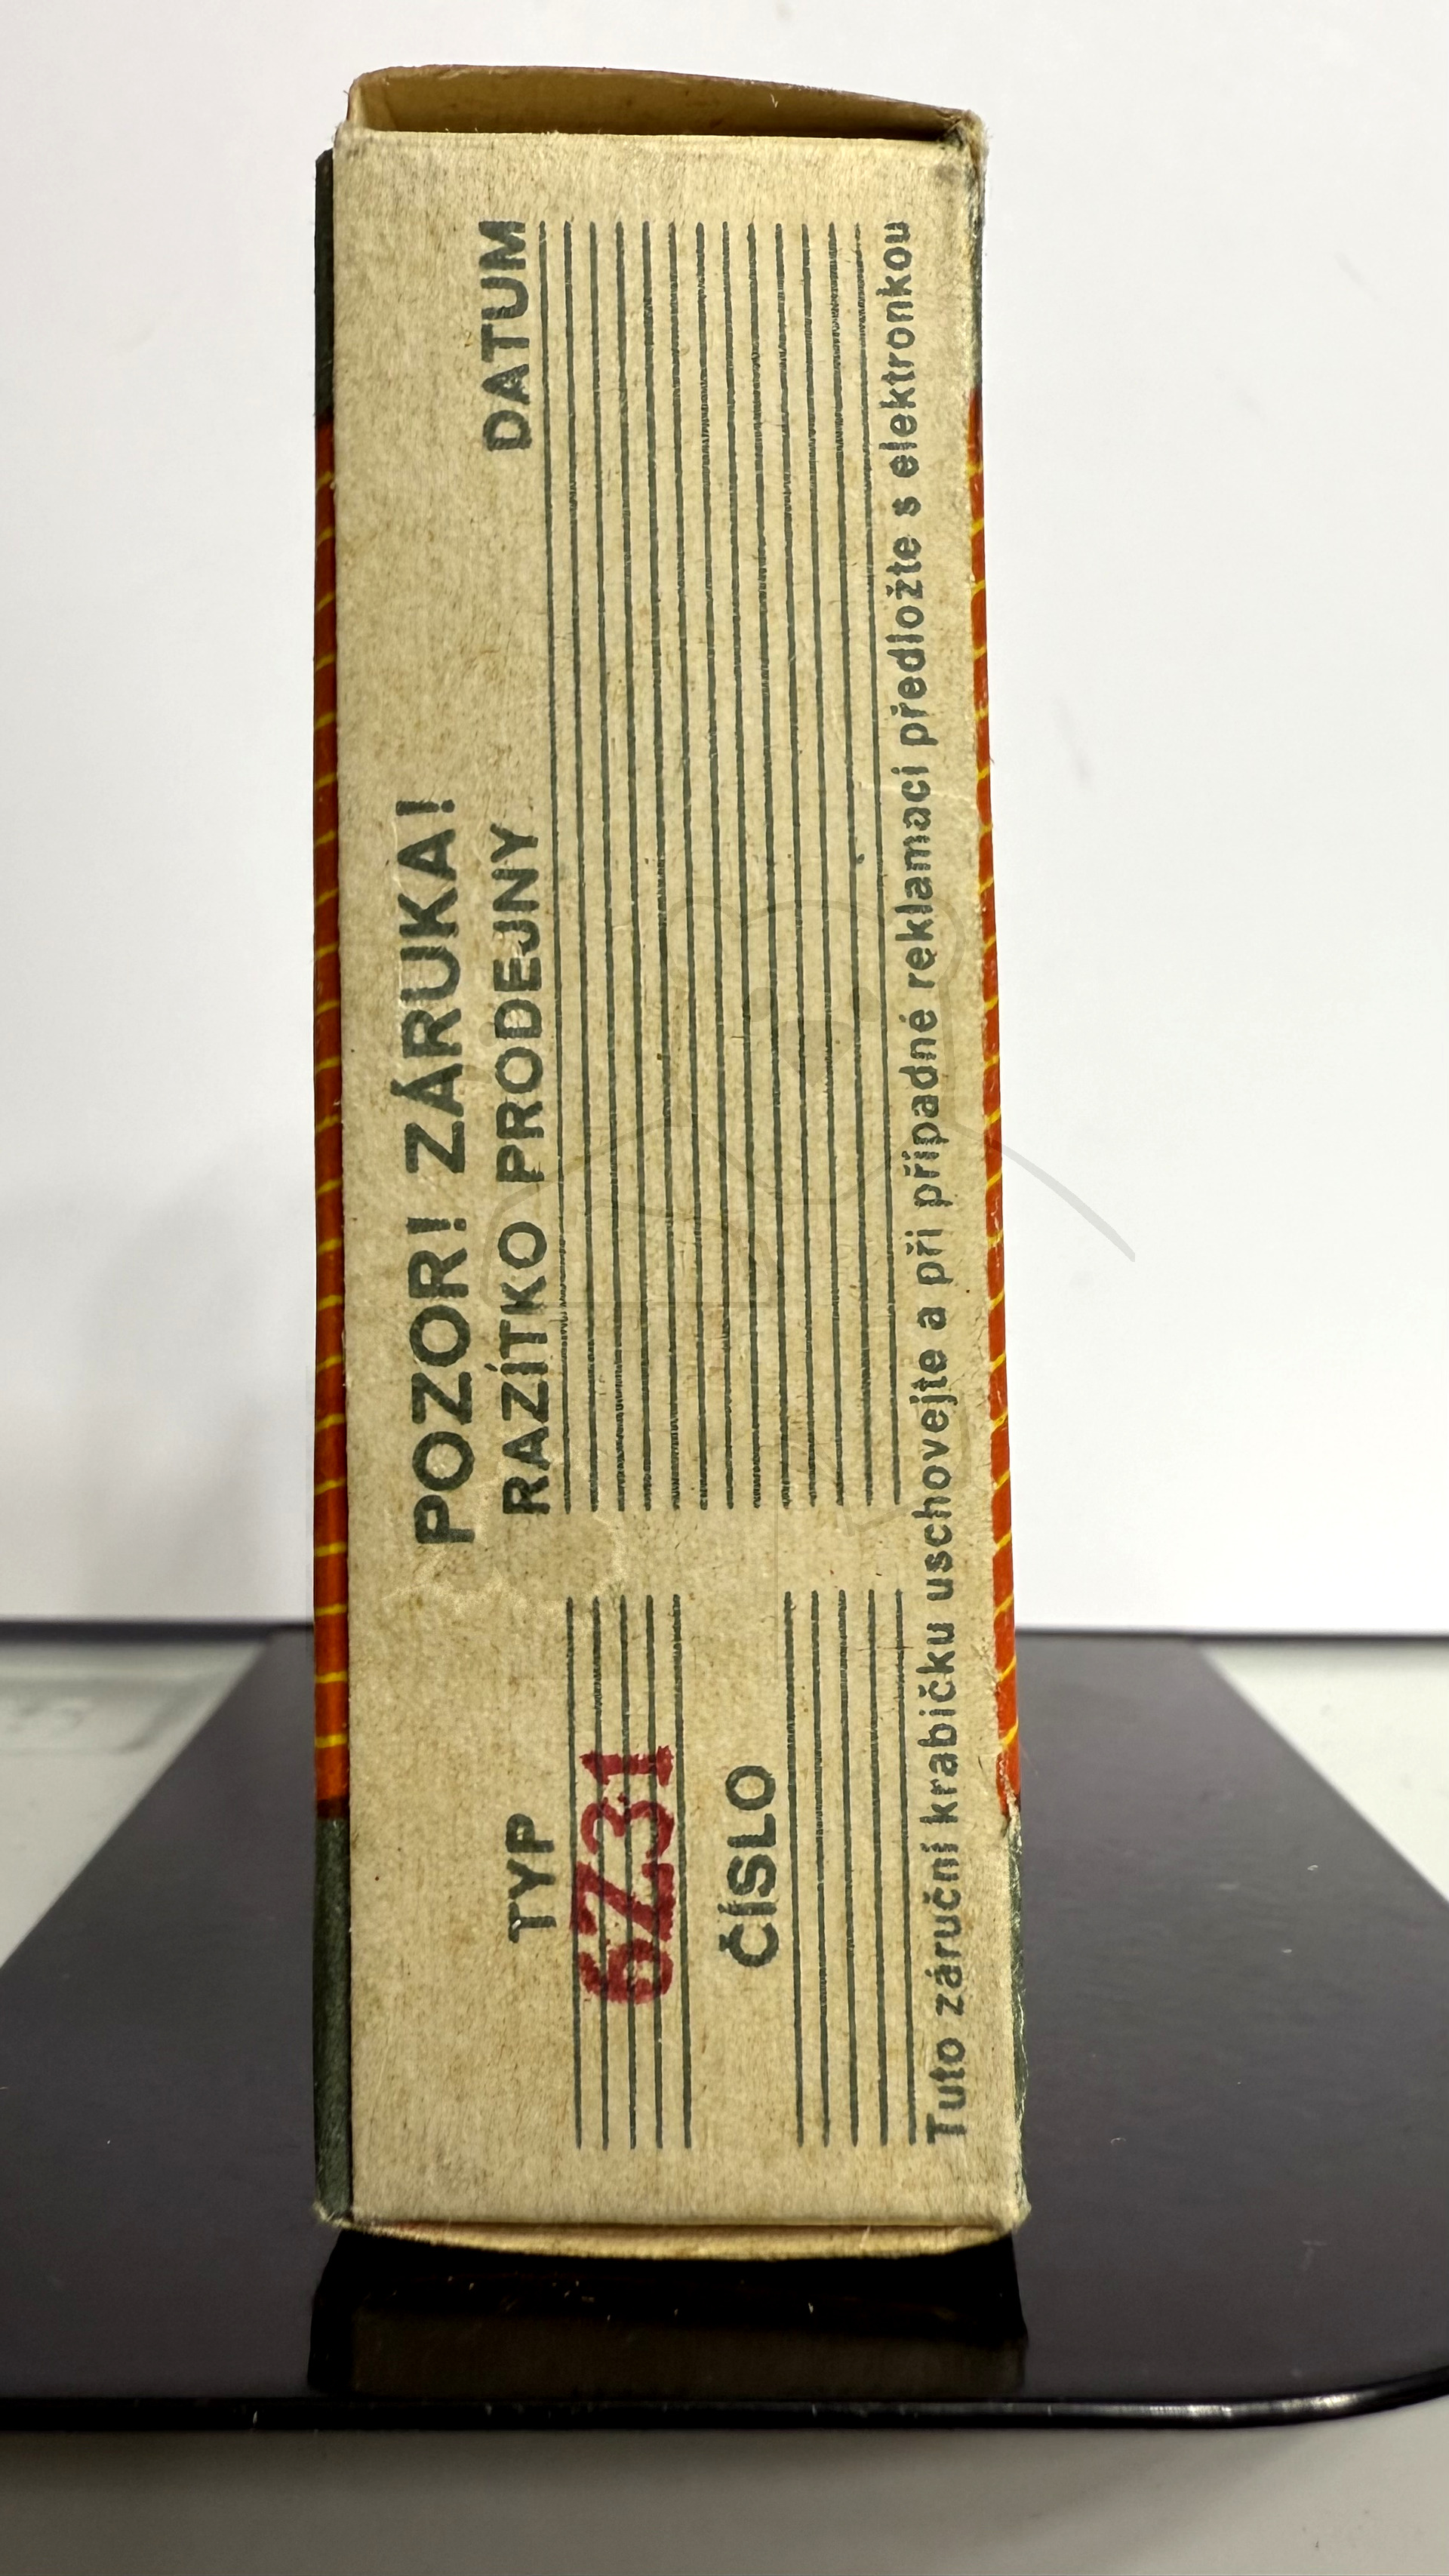 POZOR! ZÁRUKA!
TYP
RAZÍTKO PRODEJNY
DATUM
6Z31
ČÍSLO
Tuto záruční krabičku uschovejte a při případné reklamaci předložte s elektronkou